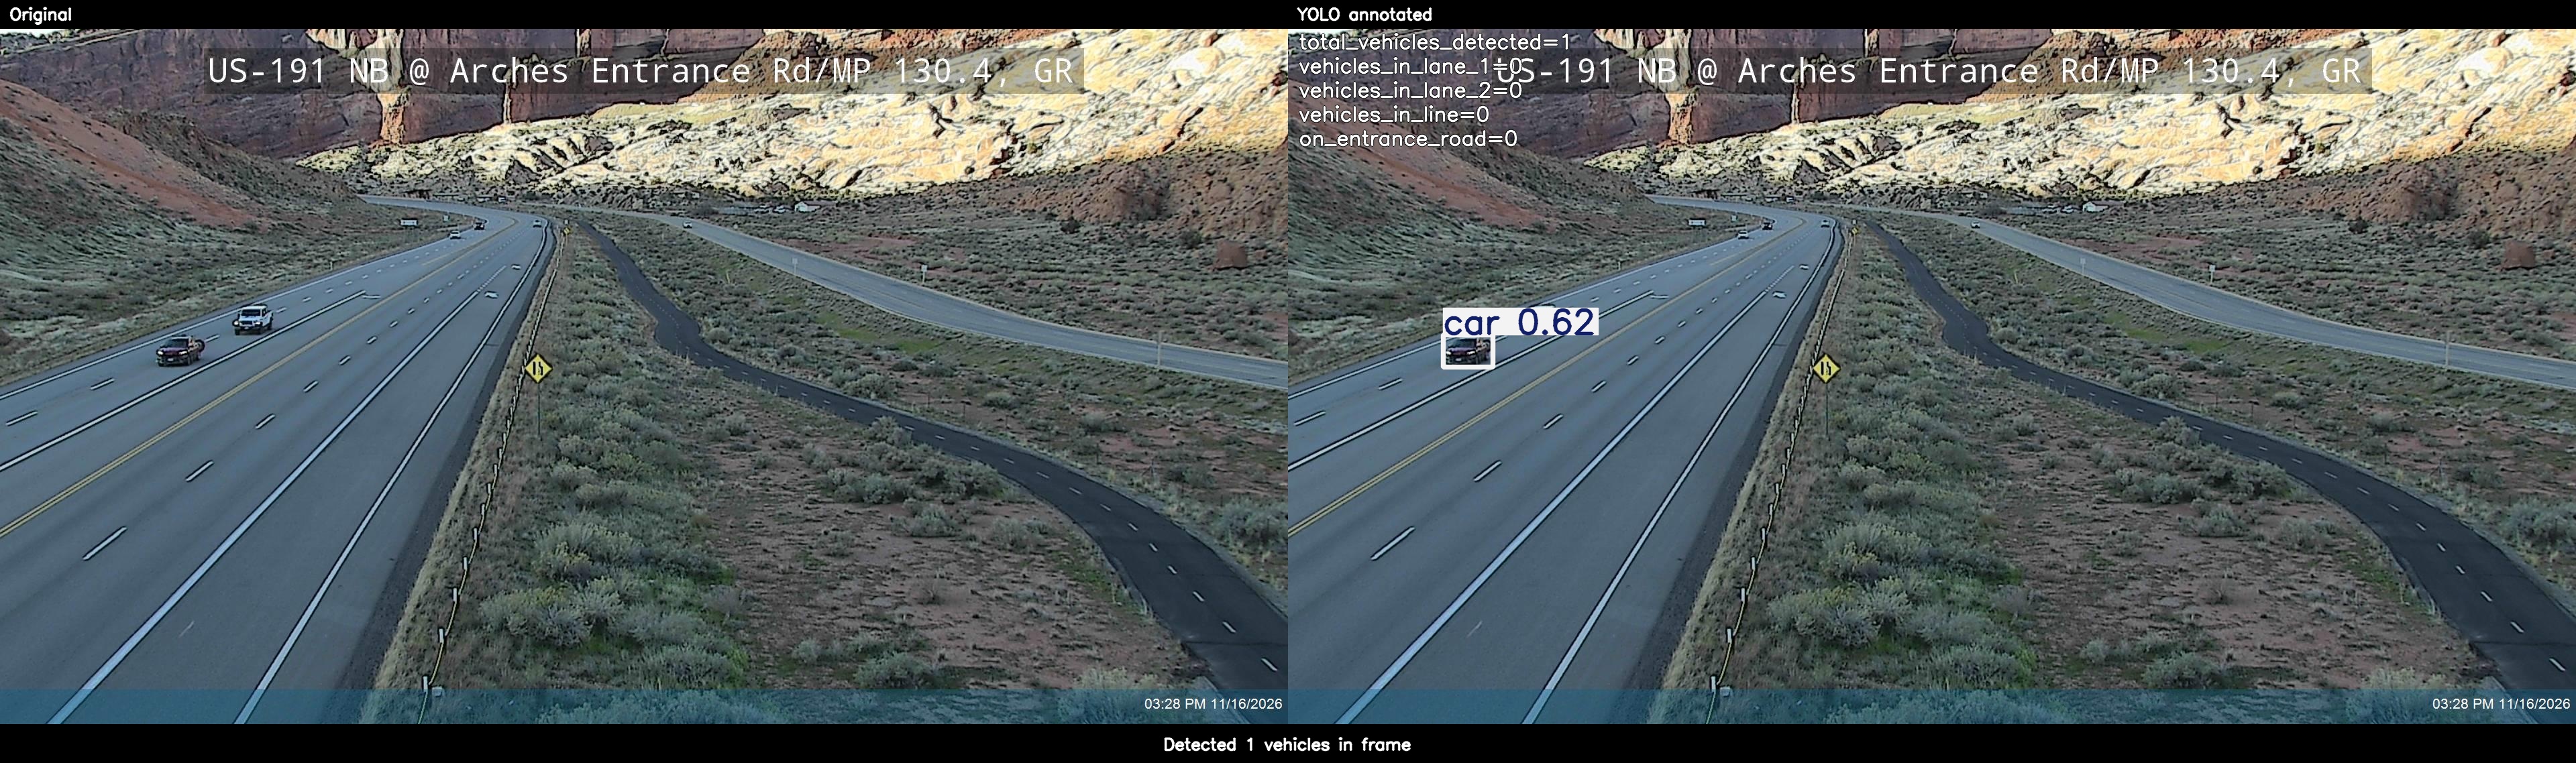 Original
US-191 NB @ Arches Entrance Rd/MP 130.4, GR
03:28 PM 11/16/2026
YOLO annotated
total_vehicles_detected=1
vehicles_in_lane_1=0
vehicles_in_lane_2=0
vehicles_in_line=0
on_entrance_road=0
US-191 NB @ Arches Entrance Rd/MP 130.4, GR
car 0.62
03:28 PM 11/16/2026
Detected 1 vehicles in frame